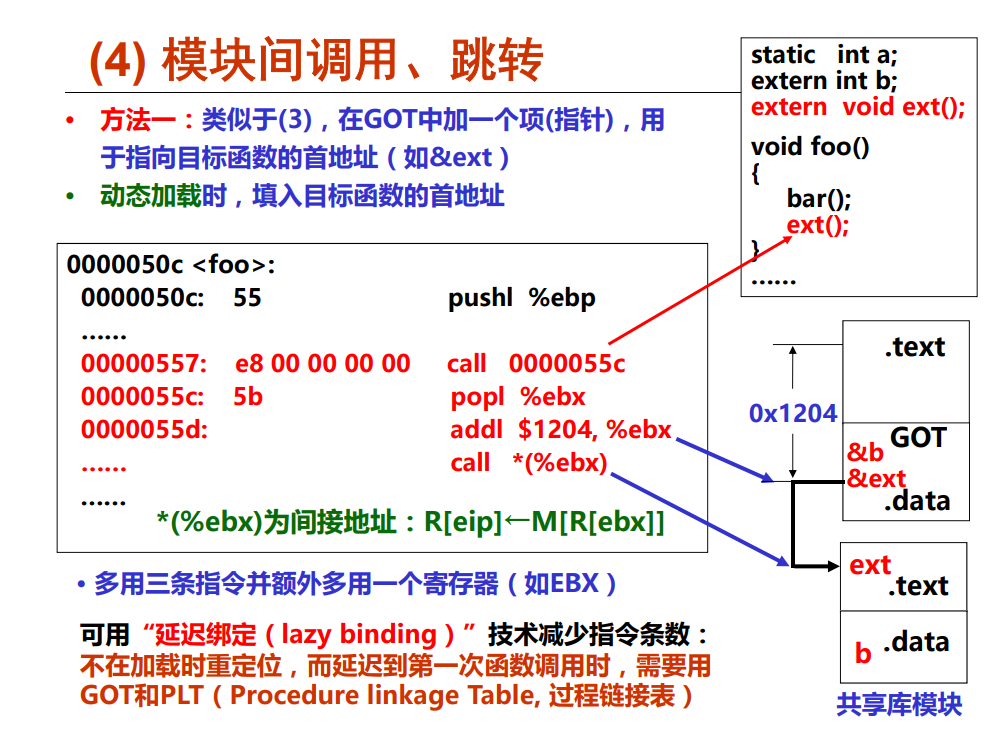 (4) 模块间调用、跳转
• 方法一：类似于(3)，在GOT中加一个项(指针)，用
于指向目标函数的首地址（如&ext）
• 动态加载时，填入目标函数的首地址
static int a;
extern int b;
extern void ext();
void foo()
{
bar();
ext();
}
……
0000050c <foo>:
0000050c: 55 pushl %ebp
……
00000557: e8 00 00 00 00 call 0000055c
0000055c: 5b popl %ebx
0000055d: addl $1204, %ebx
…… call *(%ebx)
……
*(%ebx)为间接地址：R[eip]←M[R[ebx]]
.text
0x1204
GOT
&b
&ext
.data
ext
.text
b .data
共享库模块
• 多用三条指令并额外多用一个寄存器（如EBX）
可用“延迟绑定（lazy binding）”技术减少指令条数：
不在加载时重定位，而延迟到第一次函数调用时，需要用
GOT和PLT（Procedure linkage Table, 过程链接表）